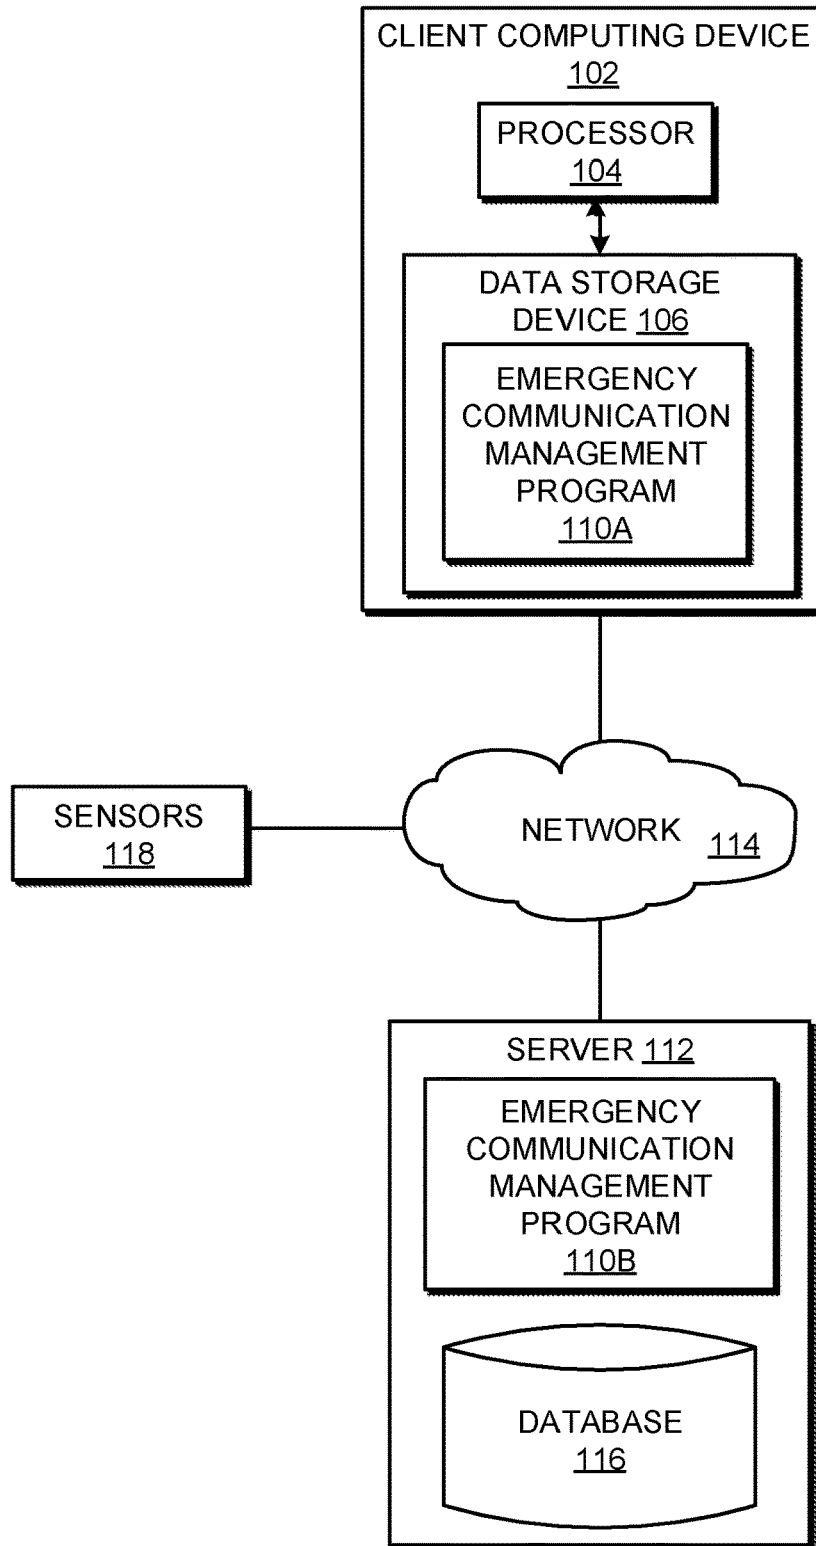 CLIENT COMPUTING DEVICE
102
PROCESSOR
104
DATA STORAGE
DEVICE 106
EMERGENCY
COMMUNICATION
MANAGEMENT
PROGRAM
110A
SENSORS
118
NETWORK 114
SERVER 112
EMERGENCY
COMMUNICATION
MANAGEMENT
PROGRAM
110B
DATABASE
116